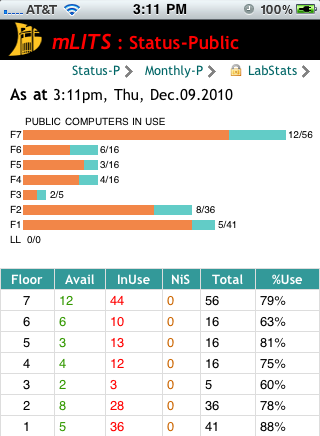 AT&T 3:11 PM 100%
mLITS : Status-Public
Status-P Monthly-P LabStats
As at 3:11pm, Thu, Dec.09.2010
PUBLIC COMPUTERS IN USE
F7 12/56
F6 6/16
F5 3/16
F4 4/16
F3 2/5
F2 8/36
F1 5/41
LL 0/0
Floor Avail InUse NiS Total %Use
7 12 44 0 56 79%
6 6 10 0 16 63%
5 3 13 0 16 81%
4 4 12 0 16 75%
3 2 3 0 5 60%
2 8 28 0 36 78%
1 5 36 0 41 88%